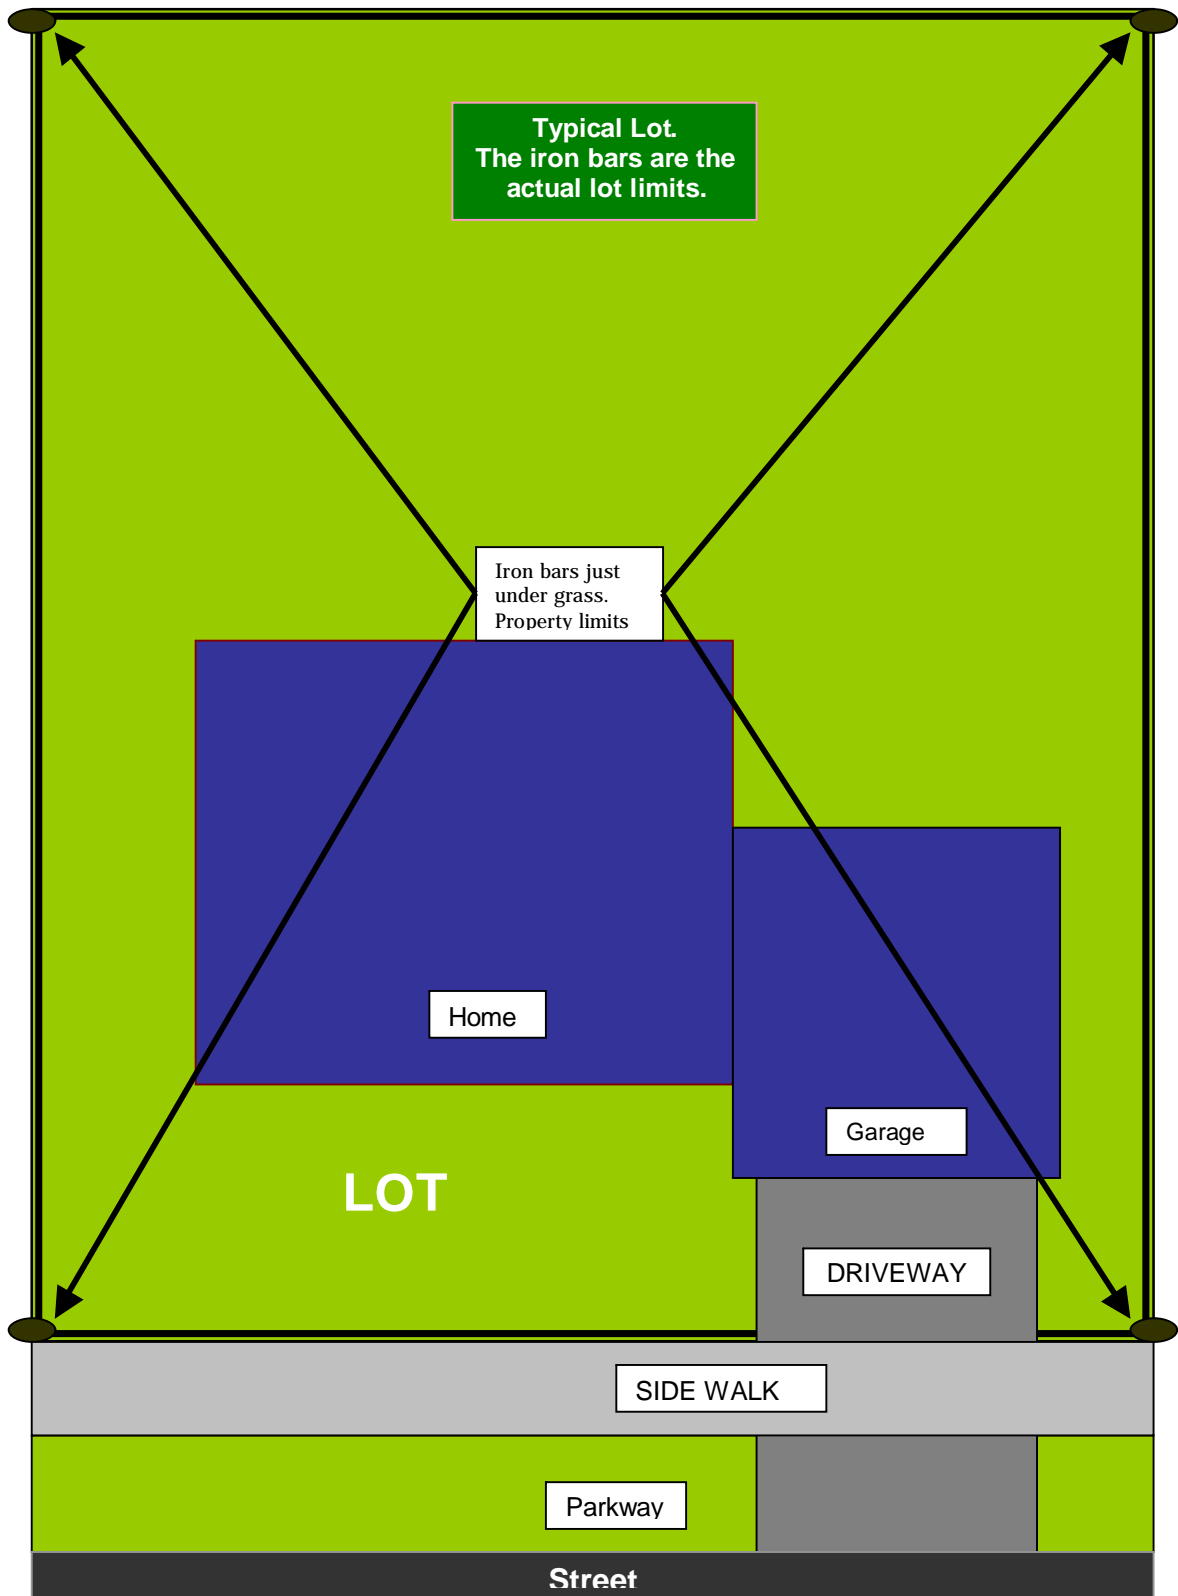 Typical Lot.
The iron bars are the
actual lot limits.
Iron bars just
under grass.
Property limits
Home
Garage
LOT
DRIVEWAY
SIDE WALK
Parkway
Street